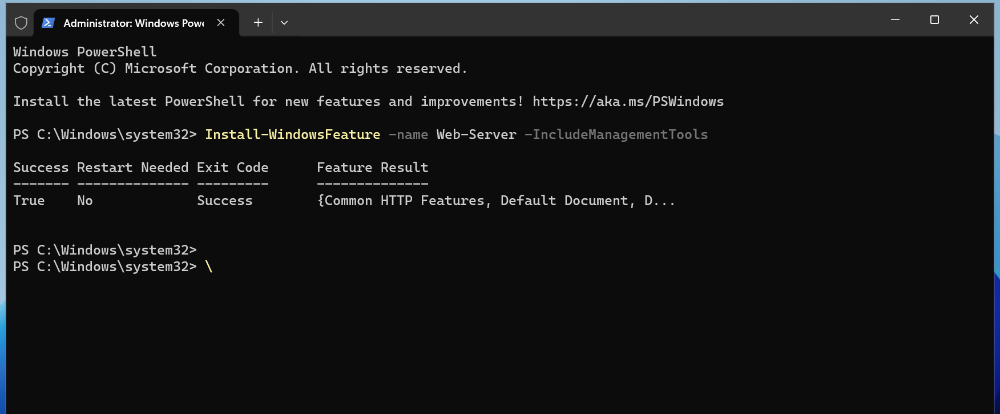 Administrator: Windows Powe
Windows PowerShell
Copyright (C) Microsoft Corporation. All rights reserved.
Install the latest PowerShell for new features and improvements! https://aka.ms/PSWindows
PS C:\Windows\system32> Install-WindowsFeature -name Web-Server -IncludeManagementTools
Success Restart Needed Exit Code      Feature Result
------- -------------- ---------      --------------
True    No             Success        {Common HTTP Features, Default Document, D...
PS C:\Windows\system32>
PS C:\Windows\system32> \